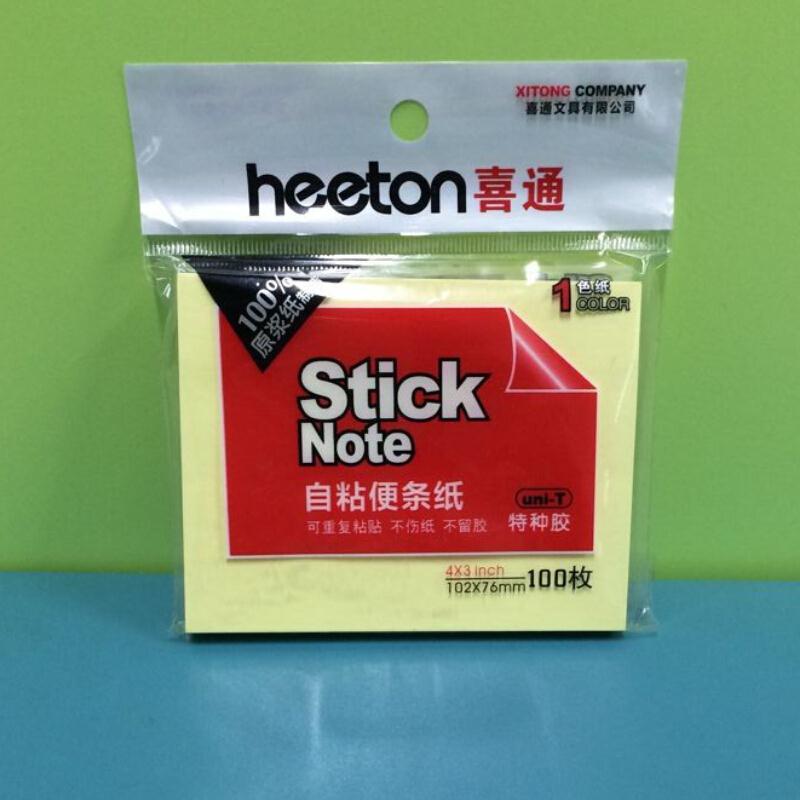 XITONG COMPANY
喜通文具有限公司
heeton喜通
100%
原浆纸制
1色纸
COLOR
Stick
Note
自粘便条纸
可重复粘贴 不伤纸 不留胶
uni-T
特种胶
4X3 inch
102X76mm
100枚